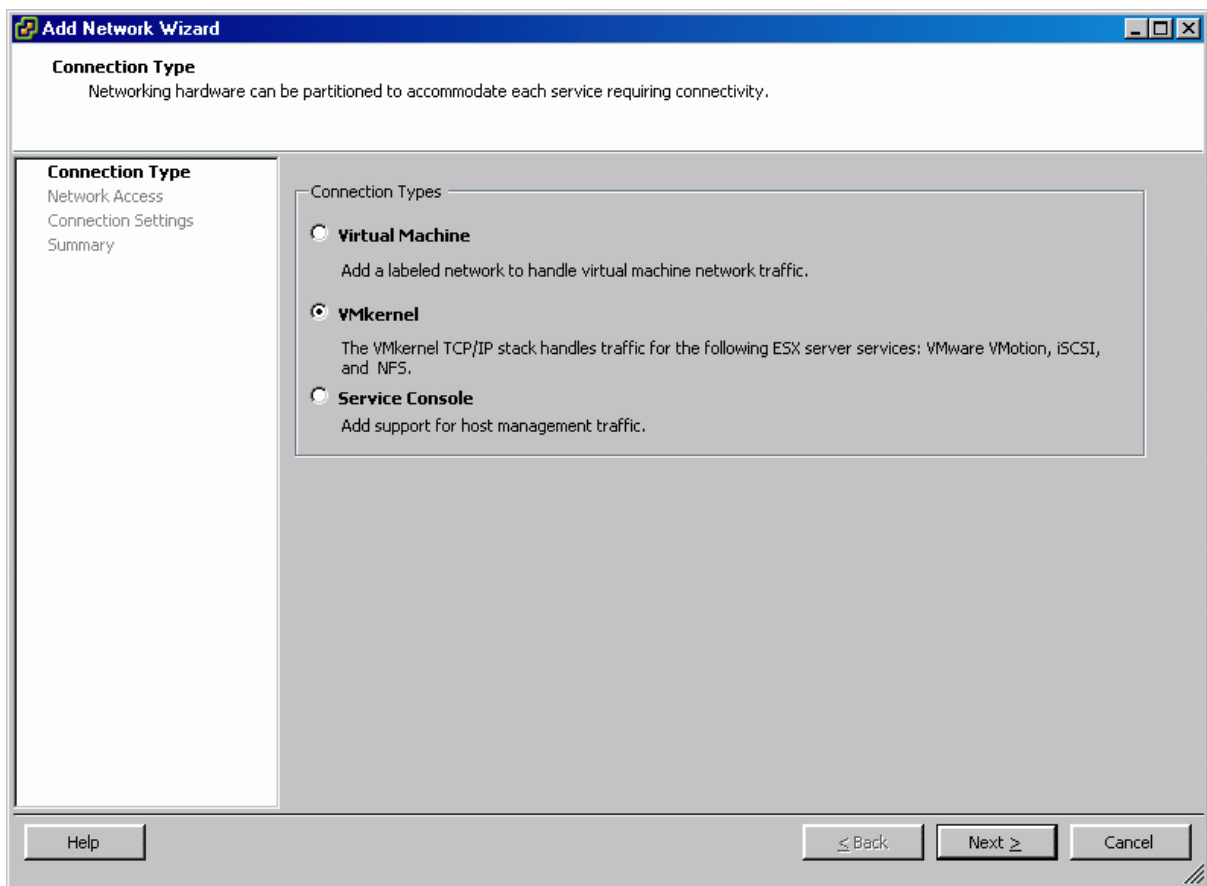 Add Network Wizard
Connection Type
Networking hardware can be partitioned to accommodate each service requiring connectivity.
Connection Type
Network Access
Connection Settings
Summary
Connection Types
Virtual Machine
Add a labeled network to handle virtual machine network traffic.
VMkernel
The VMkernel TCP/IP stack handles traffic for the following ESX server services: VMware VMotion, iSCSI,
and NFS.
Service Console
Add support for host management traffic.
Help
< Back
Next >
Cancel